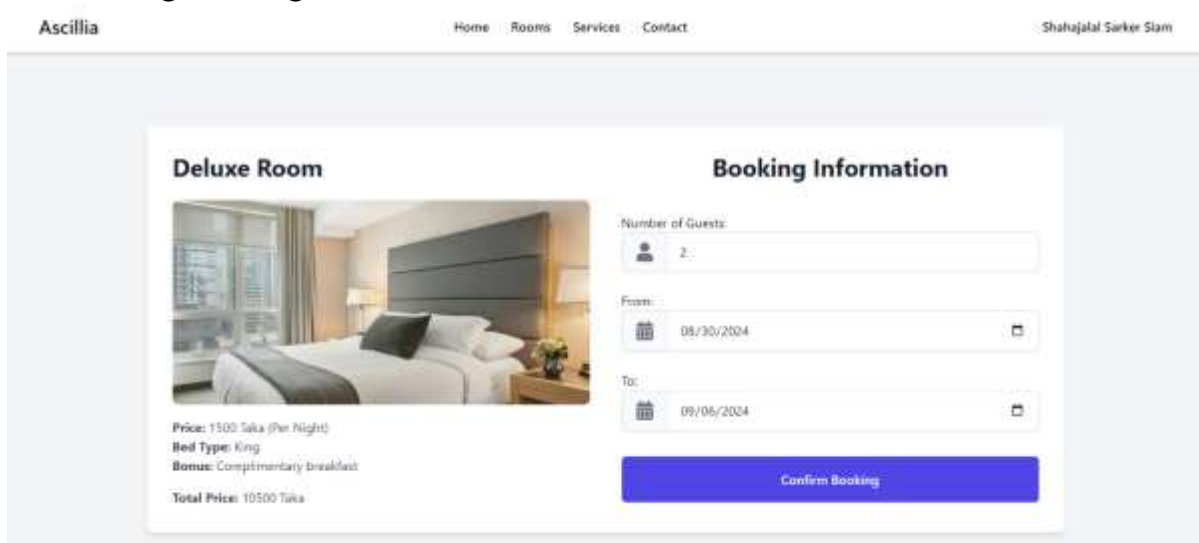 Ascillia
Home Rooms Services Contact
Shahajalal Sarker Siam
Deluxe Room
Price: 1500 Taka (Per Night)
Bed Type: King
Bonus: Complimentary breakfast
Total Price: 10500 Taka
Booking Information
Number of Guests:
2
From:
08/30/2024
To:
09/06/2024
Confirm Booking